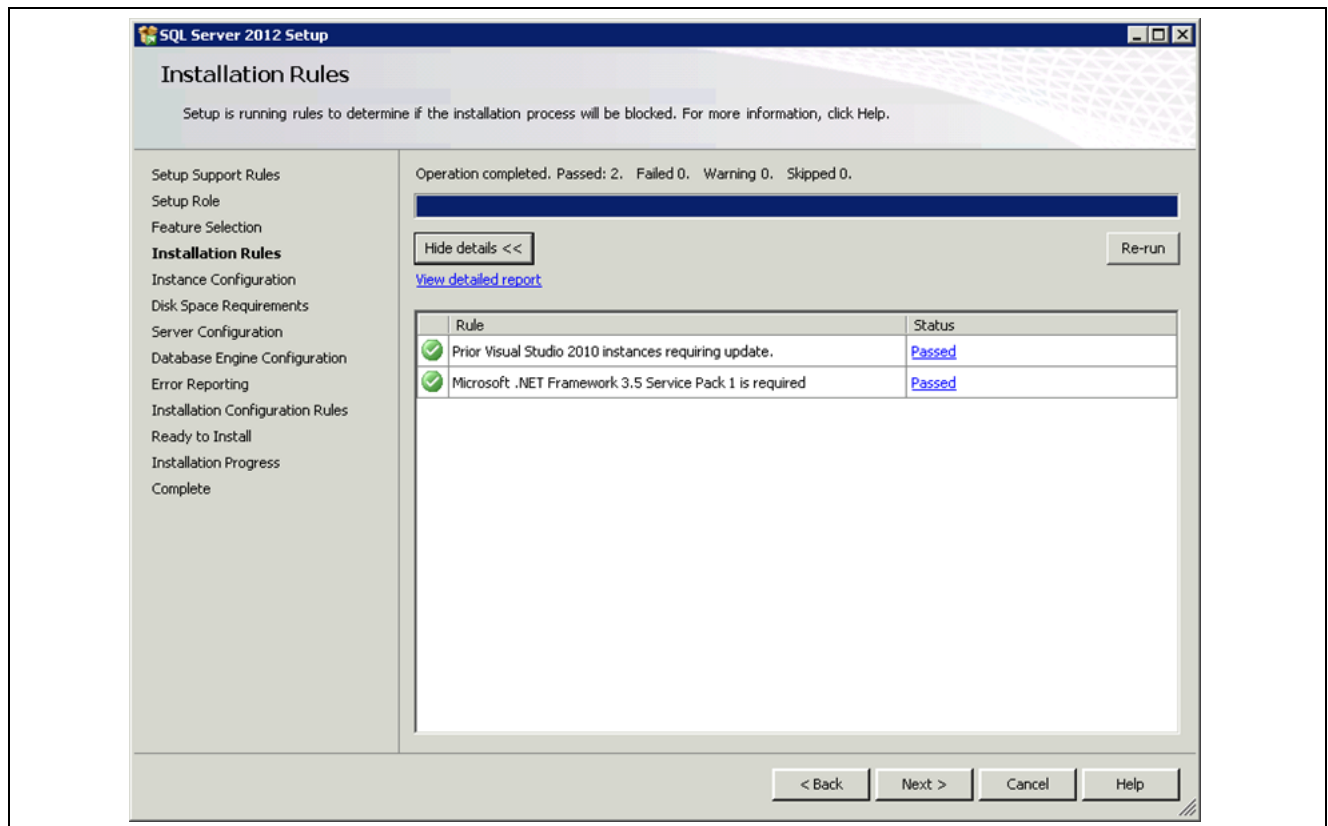 SQL Server 2012 Setup
Installation Rules
Setup is running rules to determine if the installation process will be blocked. For more information, click Help.
Setup Support Rules
Setup Role
Feature Selection
Installation Rules
Instance Configuration
Disk Space Requirements
Server Configuration
Database Engine Configuration
Error Reporting
Installation Configuration Rules
Ready to Install
Installation Progress
Complete
Operation completed. Passed: 2.   Failed 0.   Warning 0.   Skipped 0.
Hide details <<
Re-run
View detailed report
Rule Status
Prior Visual Studio 2010 instances requiring update. Passed
Microsoft .NET Framework 3.5 Service Pack 1 is required Passed
< Back Next > Cancel Help